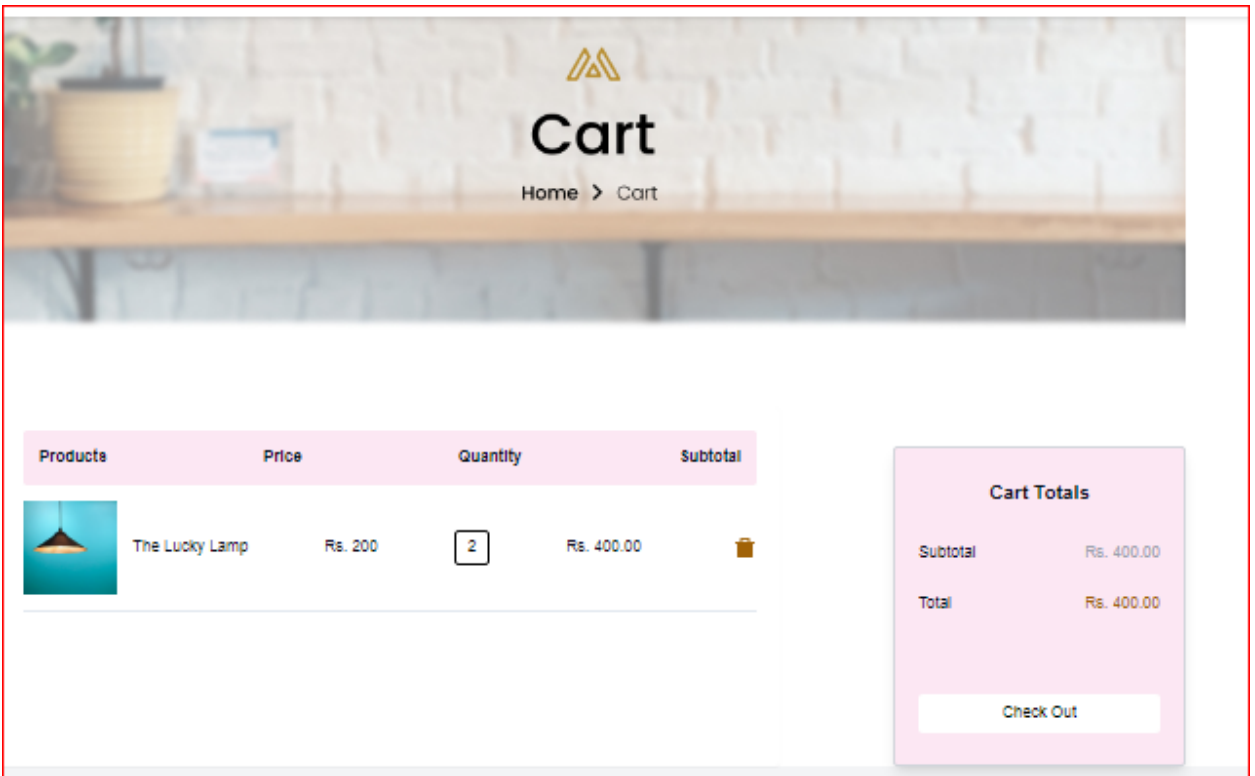 Cart
Home > Cart
Products Price Quantity Subtotal
The Lucky Lamp Rs. 200 2 Rs. 400.00
Cart Totals
Subtotal Rs. 400.00
Total Rs. 400.00
Check Out